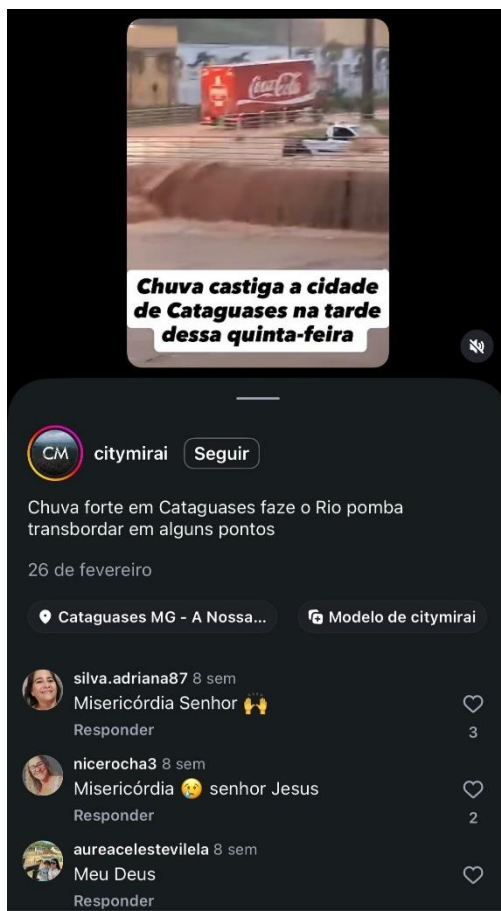 Coca-Cola
Chuva castiga a cidade
de Cataguases na tarde
dessa quinta-feira
CM
citymirai
Seguir
Chuva forte em Cataguases faze o Rio pomba
transbordar em alguns pontos
26 de fevereiro
Cataguases MG - A Nossa...
Modelo de citymirai
silva.adriana87 8 sem
Misericórdia Senhor 🙌
Responder
3
nicerocha3 8 sem
Misericórdia 😢 senhor Jesus
Responder
2
aureacelestevilela 8 sem
Meu Deus
Responder